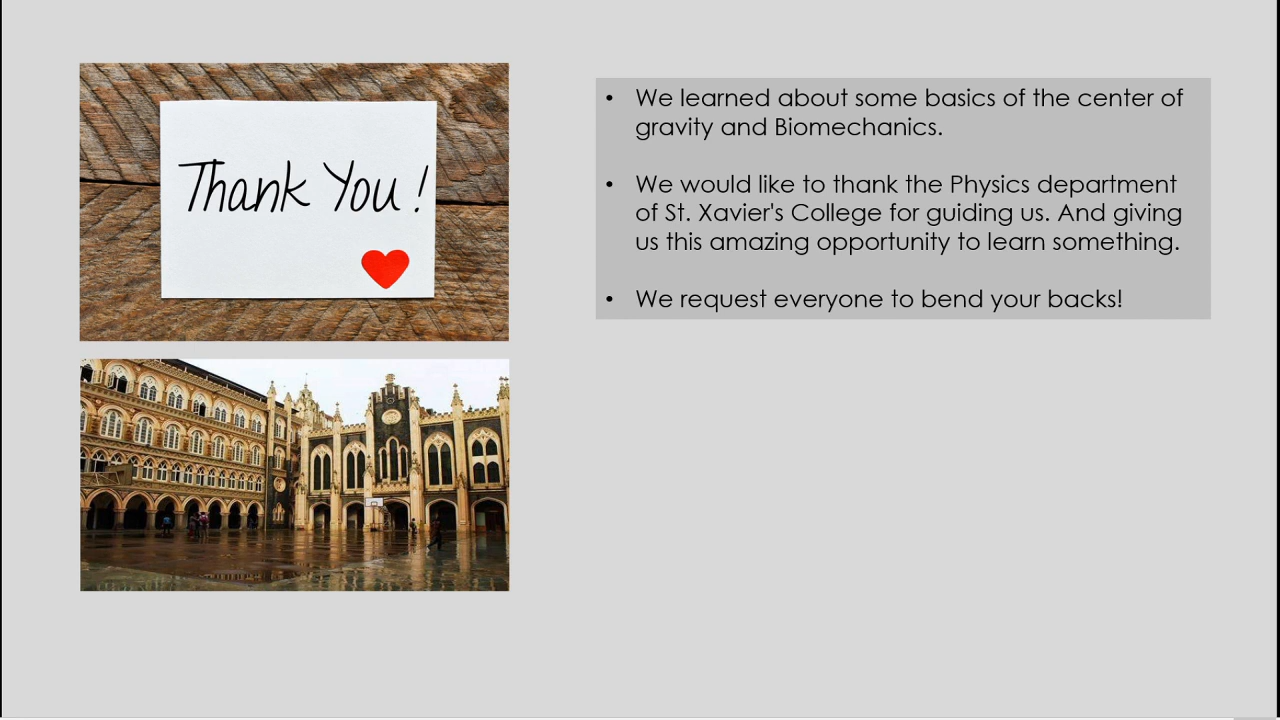 Thank You!
• We learned about some basics of the center of
gravity and Biomechanics.
• We would like to thank the Physics department
of St. Xavier's College for guiding us. And giving
us this amazing opportunity to learn something.
• We request everyone to bend your backs!